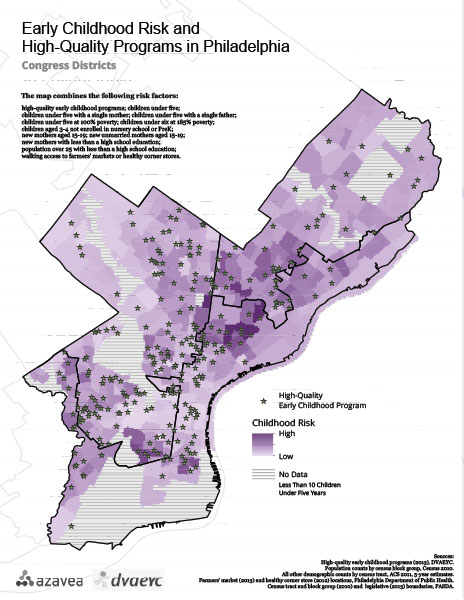 Early Childhood Risk and
High-Quality Programs in Philadelphia
Congress Districts
The map combines the following risk factors:
high-quality early childhood programs; children under five;
children under five with a single mother; children under five with a single father;
children under five at 100% poverty; children under six at 185% poverty;
children aged 3-4 not enrolled in nursery school or PreK;
new mothers aged 15-19; new unmarried mothers aged 15-19;
new mothers with less than a high school education;
population over 25 with less than a high school education;
walking access to farmers' markets or healthy corner stores.
High-Quality
Early Childhood Program
Childhood Risk
High
Low
No Data
Less Than 10 Children
Under Five Years
Sources:
High-quality early childhood programs (2013), DVAEYC.
Population counts by census block group, Census 2010.
All other demographic counts by census tract, ACS 2011, 5-year estimates.
Farmers' market (2013) and healthy corner store (2012) locations, Philadelphia Department of Public Health.
Census tract and block group (2010) and legislative (2013) boundaries, PASDA.
azavea
dvaeyc